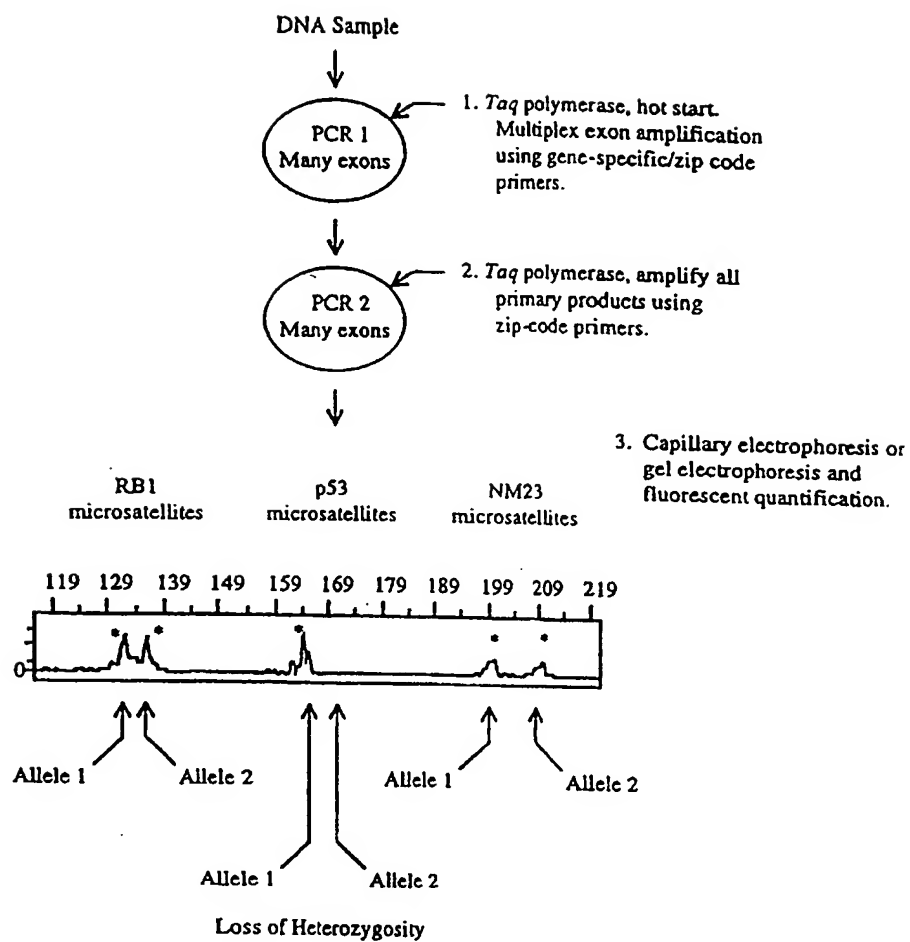 DNA Sample
PCR 1
Many exons
1. Taq polymerase, hot start.
Multiplex exon amplification
using gene-specific/zip code
primers.
PCR 2
Many exons
2. Taq polymerase, amplify all
primary products using
zip-code primers.
3. Capillary electrophoresis or
gel electrophoresis and
fluorescent quantification.
RB1
microsatellites
p53
microsatellites
NM23
microsatellites
119 129 139 149 159 169 179 189 199 209 219
* * * * *
0
Allele 1 Allele 2 Allele 1 Allele 2
Allele 1 Allele 2
Loss of Heterozygosity